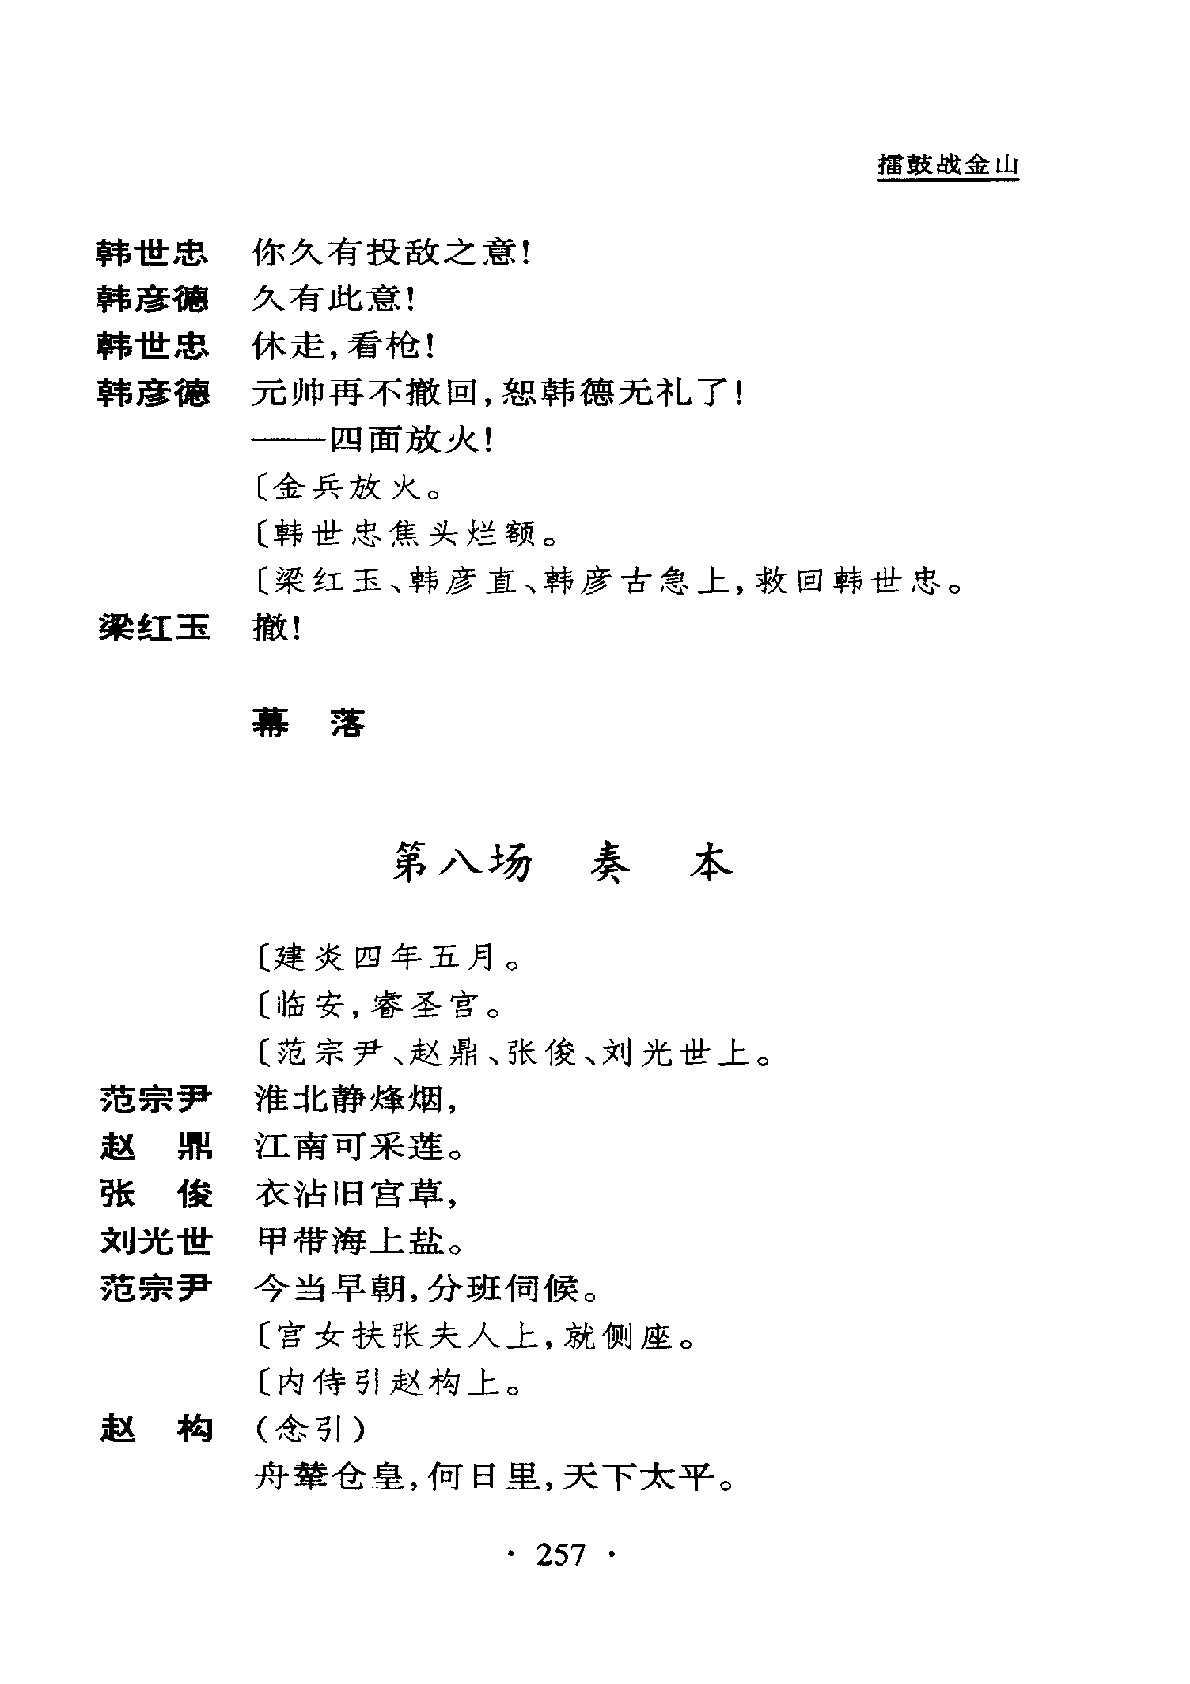 擂鼓战金山
韩世忠 你久有投敌之意!
韩彦德 久有此意!
韩世忠 休走,看枪!
韩彦德 元帅再不撤回,恕韩德无礼了!
——四面放火!
〔金兵放火。
〔韩世忠焦头烂额。
〔梁红玉、韩彦直、韩彦古急上,救回韩世忠。
梁红玉 撤!
幕 落
第八场 奏 本
〔建炎四年五月。
〔临安,睿圣宫。
〔范宗尹、赵鼎、张俊、刘光世上。
范宗尹 淮北静烽烟,
赵 鼎 江南可采莲。
张 俊 衣沾旧宫草,
刘光世 甲带海上盐。
范宗尹 今当早朝,分班伺候。
〔宫女扶张夫人上,就侧座。
〔内侍引赵构上。
赵 构 (念引)
舟辇仓皇,何日里,天下太平。
· 257 ·